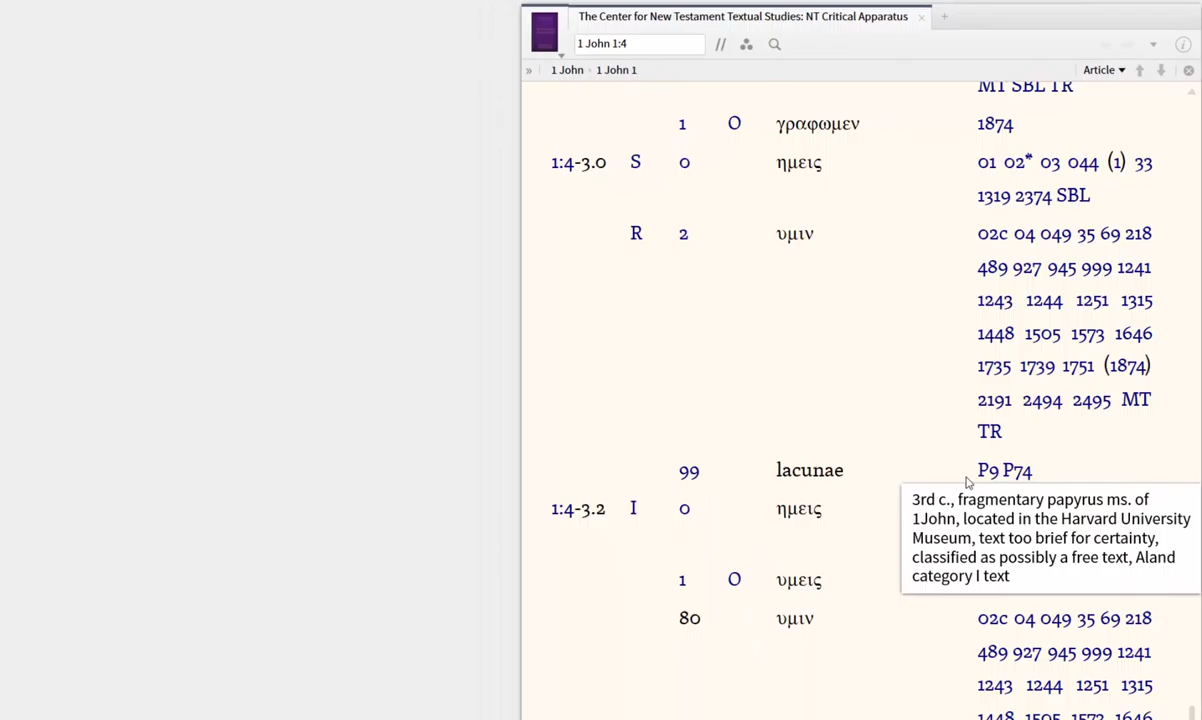 The Center for New Testament Textual Studies: NT Critical Apparatus
1 John 1:4
1 John 1 John 1 Article
MT SBL TR
1 O γραφωμεν 1874
1:4-3.0 S 0 ημεις 01 02* 03 044 (1) 33
1319 2374 SBL
R 2 υμιν 02c 04 049 35 69 218
489 927 945 999 1241
1243 1244 1251 1315
1448 1505 1573 1646
1735 1739 1751 (1874)
2191 2494 2495 MT
TR
99 lacunae P9 P74
3rd c., fragmentary papyrus ms. of
1John, located in the Harvard University
Museum, text too brief for certainty,
classified as possibly a free text, Aland
category I text
1:4-3.2 I 0 ημεις
1 O υμεις
80 υμιν 02c 04 049 35 69 218
489 927 945 999 1241
1243 1244 1251 1315
1448 1505 1573 1646